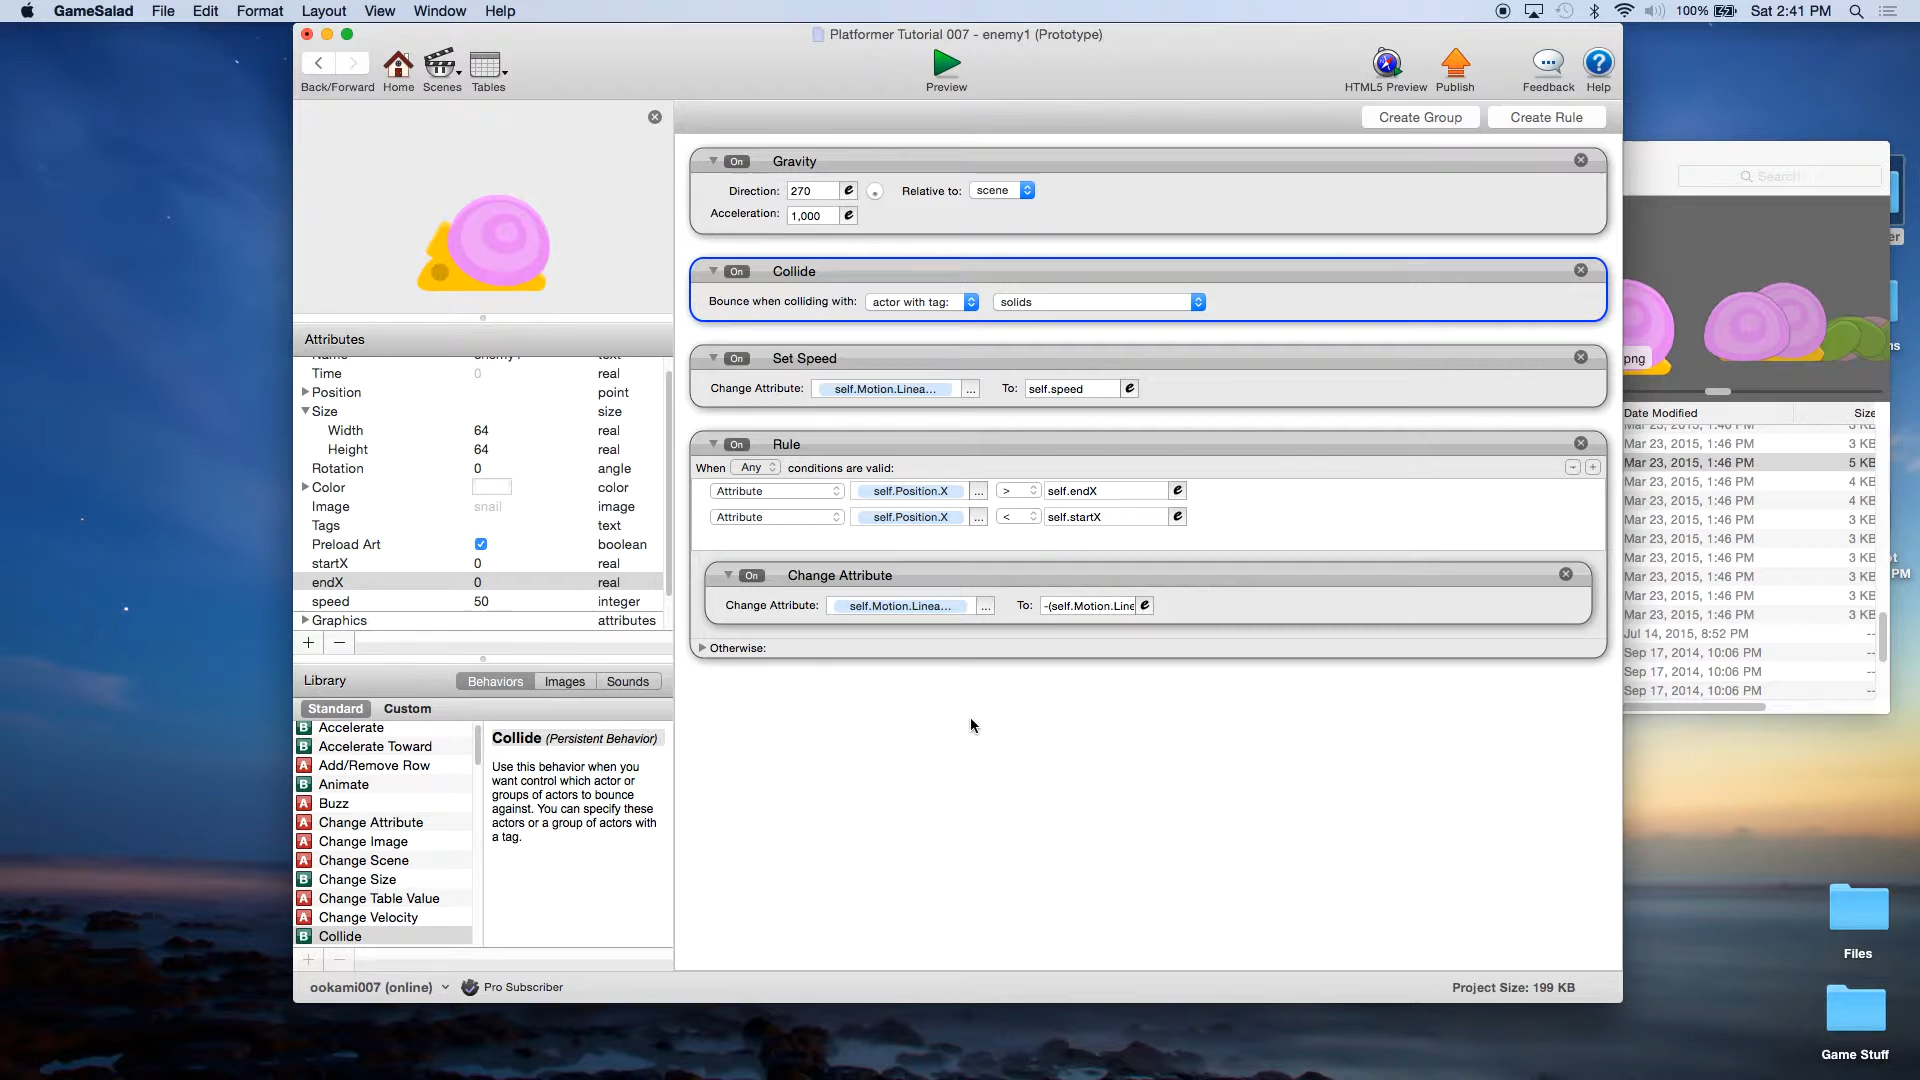 GameSalad File Edit Format Layout View Window Help
100% Sat 2:41 PM
Platformer Tutorial 007 - enemy1 (Prototype)
Back/Forward Home Scenes Tables
Preview
HTML5 Preview Publish
Feedback Help
Create Group Create Rule
On Gravity
Direction: 270 e Relative to: scene
Acceleration: 1,000 e
On Collide
Bounce when colliding with: actor with tag: solids
On Set Speed
Change Attribute: self.Motion.Linea... ... To: self.speed e
On Rule
When Any conditions are valid:
Attribute self.Position.X ... > self.endX e
Attribute self.Position.X ... < self.startX e
On Change Attribute
Change Attribute: self.Motion.Linea... ... To: -(self.Motion.Line e
Otherwise:
Attributes
Time 0 real
Position point
Size size
Width 64 real
Height 64 real
Rotation 0 angle
Color color
Image snail image
Tags text
Preload Art boolean
startX 0 real
endX 0 real
speed 50 integer
Graphics attributes
Library Behaviors Images Sounds
Standard Custom
B Accelerate
B Accelerate Toward
A Add/Remove Row
B Animate
A Buzz
A Change Attribute
A Change Image
A Change Scene
B Change Size
A Change Table Value
A Change Velocity
B Collide
Collide (Persistent Behavior)
Use this behavior when you
want control which actor or
groups of actors to bounce
against. You can specify these
actors or a group of actors with
a tag.
ookami007 (online) Pro Subscriber
Project Size: 199 KB
Search
er
png
ns
Date Modified Size
Mar 23, 2015, 1:46 PM 3 KB
Mar 23, 2015, 1:46 PM 3 KB
Mar 23, 2015, 1:46 PM 5 KB
Mar 23, 2015, 1:46 PM 4 KB
Mar 23, 2015, 1:46 PM 4 KB
Mar 23, 2015, 1:46 PM 3 KB
Mar 23, 2015, 1:46 PM 3 KB
Mar 23, 2015, 1:46 PM 3 KB
Mar 23, 2015, 1:46 PM 3 KB
Mar 23, 2015, 1:46 PM 3 KB
Mar 23, 2015, 1:46 PM 3 KB
Jul 14, 2015, 8:52 PM --
Sep 17, 2014, 10:06 PM --
Sep 17, 2014, 10:06 PM --
Sep 17, 2014, 10:06 PM --
ot
PM
Files
Game Stuff